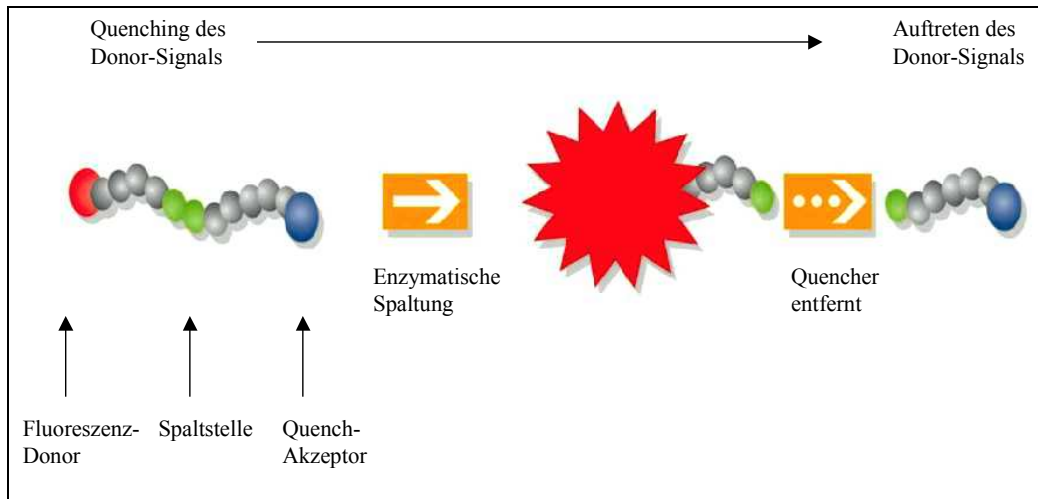 Quenching des
Donor-Signals
Auftreten des
Donor-Signals
Enzymatische
Spaltung
Quencher
entfernt
Fluoreszenz-
Donor
Spaltstelle
Quench-
Akzeptor